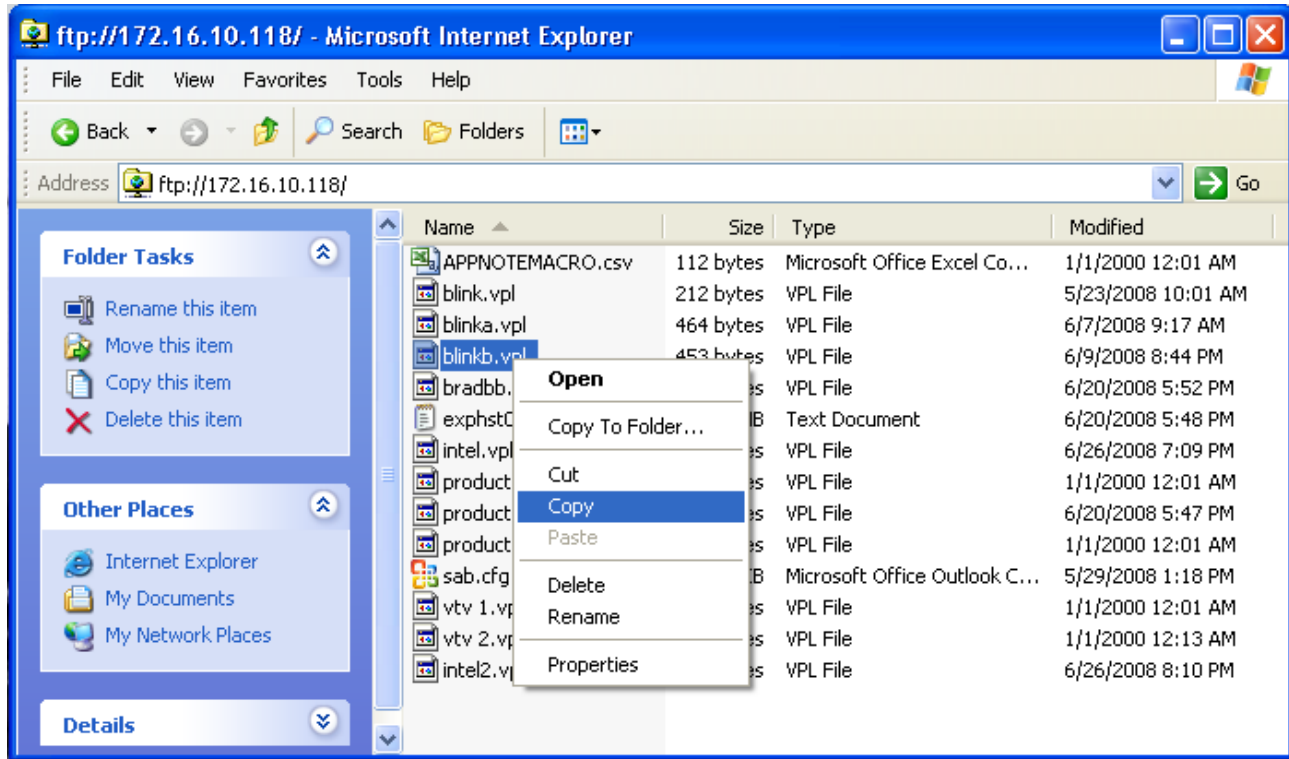 ftp://172.16.10.118/ - Microsoft Internet Explorer
File Edit View Favorites Tools Help
Back Search Folders
Address ftp://172.16.10.118/ Go
Folder Tasks
Rename this item
Move this item
Copy this item
Delete this item
Other Places
Internet Explorer
My Documents
My Network Places
Details
Name Size Type Modified
APPNOTEMACRO.csv 112 bytes Microsoft Office Excel Co... 1/1/2000 12:01 AM
blink.vpl 212 bytes VPL File 5/23/2008 10:01 AM
blinka.vpl 464 bytes VPL File 6/7/2008 9:17 AM
blinkb.vpl 453 bytes VPL File 6/9/2008 8:44 PM
bradbb. VPL File 6/20/2008 5:52 PM
Text Document 6/20/2008 5:48 PM
intel.vpl VPL File 6/26/2008 7:09 PM
product VPL File 1/1/2000 12:01 AM
product VPL File 6/20/2008 5:47 PM
product VPL File 1/1/2000 12:01 AM
sab.cfg Microsoft Office Outlook C... 5/29/2008 1:18 PM
vtv 1.vp VPL File 1/1/2000 12:01 AM
vtv 2.vp VPL File 1/1/2000 12:13 AM
intel2.v VPL File 6/26/2008 8:10 PM
Open
Copy To Folder...
Cut
Copy
Paste
Delete
Rename
Properties